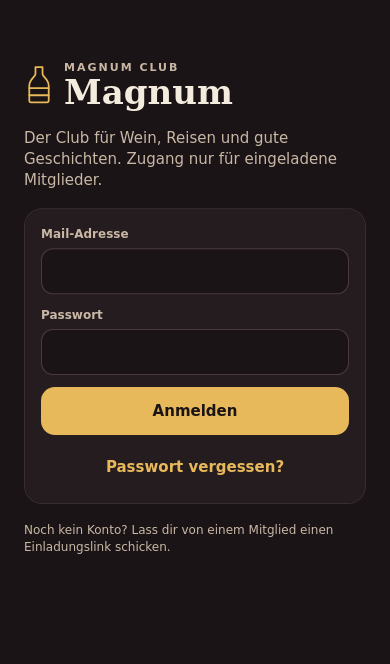 MAGNUM CLUB
Magnum
Der Club für Wein, Reisen und gute
Geschichten. Zugang nur für eingeladene
Mitglieder.
Mail-Adresse
Passwort
Anmelden
Passwort vergessen?
Noch kein Konto? Lass dir von einem Mitglied einen
Einladungslink schicken.